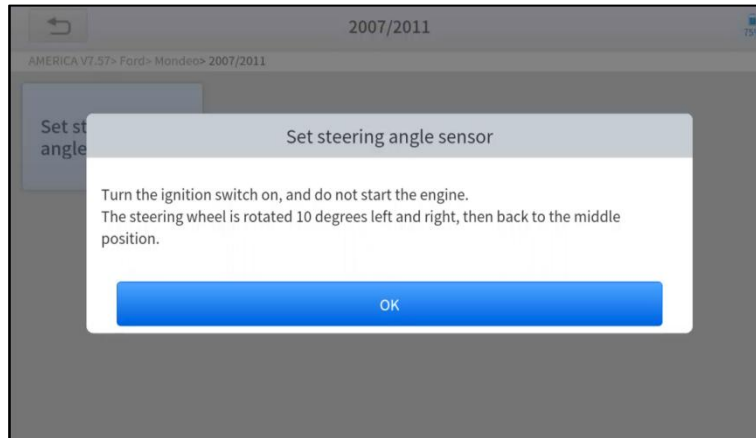 2007/2011
75%
AMERICA V7.57> Ford> Mondeo> 2007/2011
Set st
angle
Set steering angle sensor
Turn the ignition switch on, and do not start the engine.
The steering wheel is rotated 10 degrees left and right, then back to the middle
position.
OK